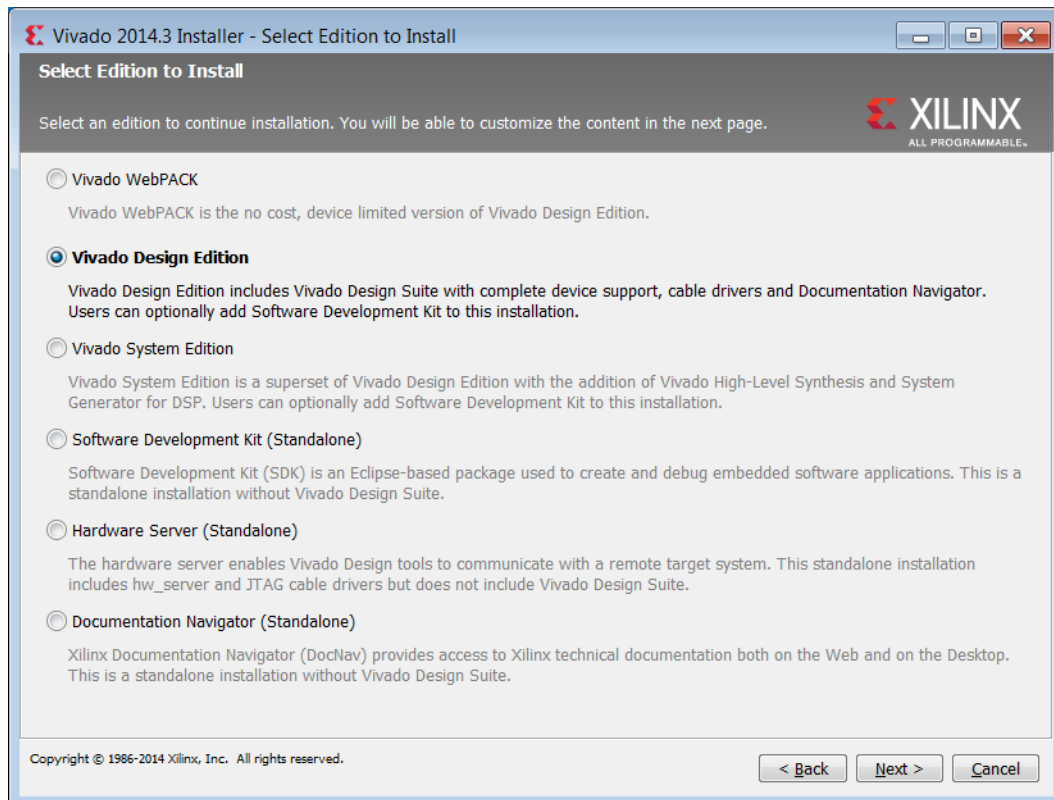 Vivado 2014.3 Installer - Select Edition to Install
Select Edition to Install
Select an edition to continue installation. You will be able to customize the content in the next page.
XILINX
ALL PROGRAMMABLE™
Vivado WebPACK
Vivado WebPACK is the no cost, device limited version of Vivado Design Edition.
Vivado Design Edition
Vivado Design Edition includes Vivado Design Suite with complete device support, cable drivers and Documentation Navigator.
Users can optionally add Software Development Kit to this installation.
Vivado System Edition
Vivado System Edition is a superset of Vivado Design Edition with the addition of Vivado High-Level Synthesis and System
Generator for DSP. Users can optionally add Software Development Kit to this installation.
Software Development Kit (Standalone)
Software Development Kit (SDK) is an Eclipse-based package used to create and debug embedded software applications. This is a
standalone installation without Vivado Design Suite.
Hardware Server (Standalone)
The hardware server enables Vivado Design tools to communicate with a remote target system. This standalone installation
includes hw_server and JTAG cable drivers but does not include Vivado Design Suite.
Documentation Navigator (Standalone)
Xilinx Documentation Navigator (DocNav) provides access to Xilinx technical documentation both on the Web and on the Desktop.
This is a standalone installation without Vivado Design Suite.
Copyright © 1986-2014 Xilinx, Inc. All rights reserved.
< Back Next > Cancel